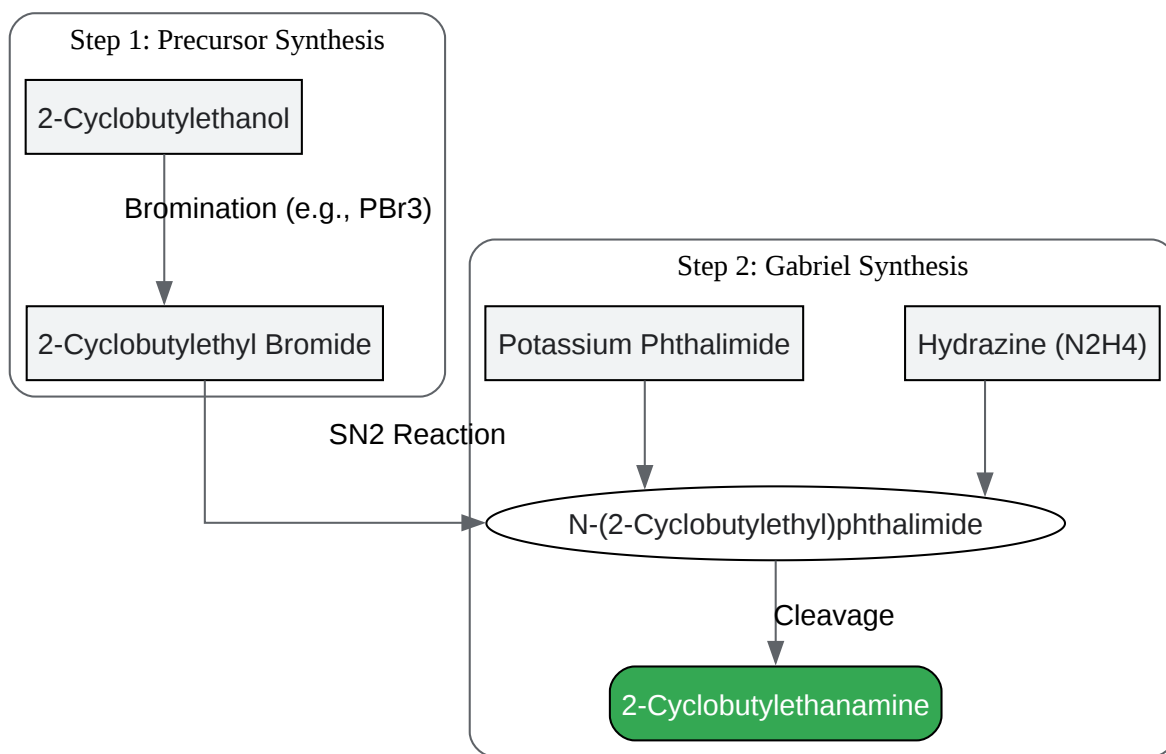 Step 1: Precursor Synthesis
2-Cyclobutylethanol
Bromination (e.g., PBr3)
2-Cyclobutylethyl Bromide
Step 2: Gabriel Synthesis
Potassium Phthalimide
Hydrazine (N2H4)
SN2 Reaction
N-(2-Cyclobutylethyl)phthalimide
Cleavage
2-Cyclobutylethanamine